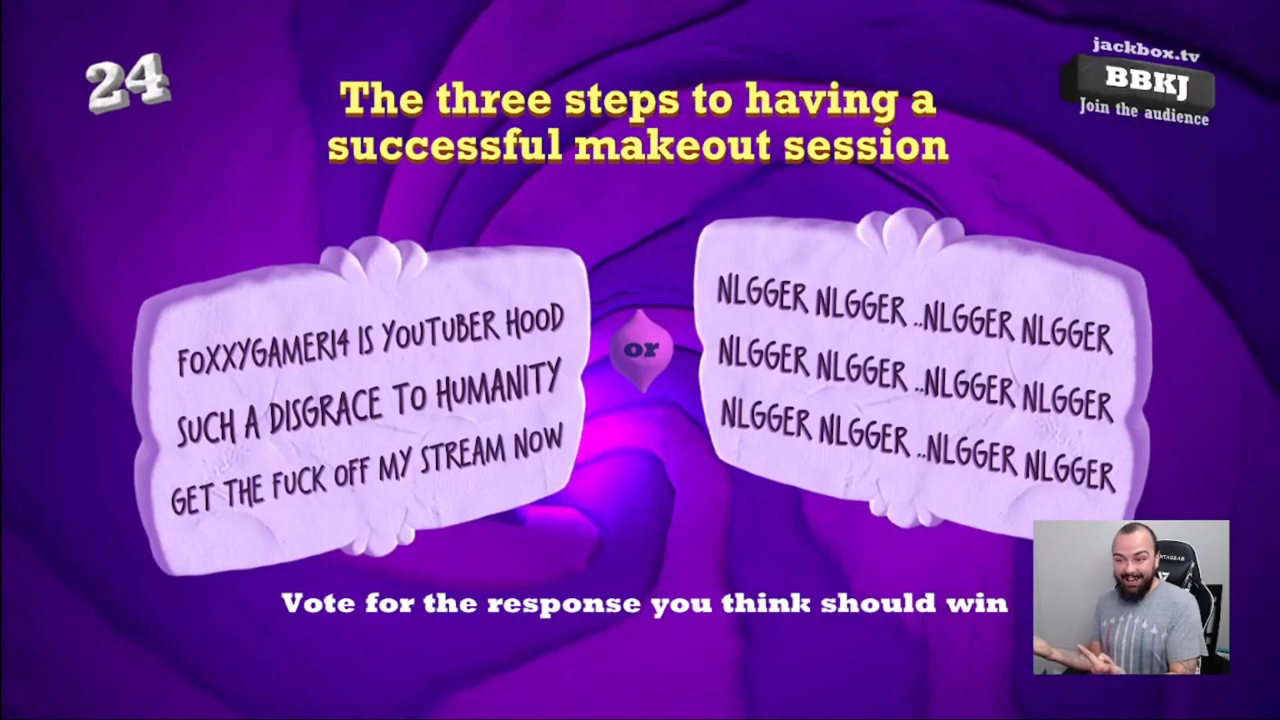 24
jackbox.tv
BBKJ
Join the audience
The three steps to having a
successful makeout session
FOXXYGAMER14 IS YOUTUBER HOOD
SUCH A DISGRACE TO HUMANITY
GET THE FUCK OFF MY STREAM NOW
or
NLGGER NLGGER ..NLGGER NLGGER
NLGGER NLGGER ..NLGGER NLGGER
NLGGER NLGGER ..NLGGER NLGGER
Vote for the response you think should win